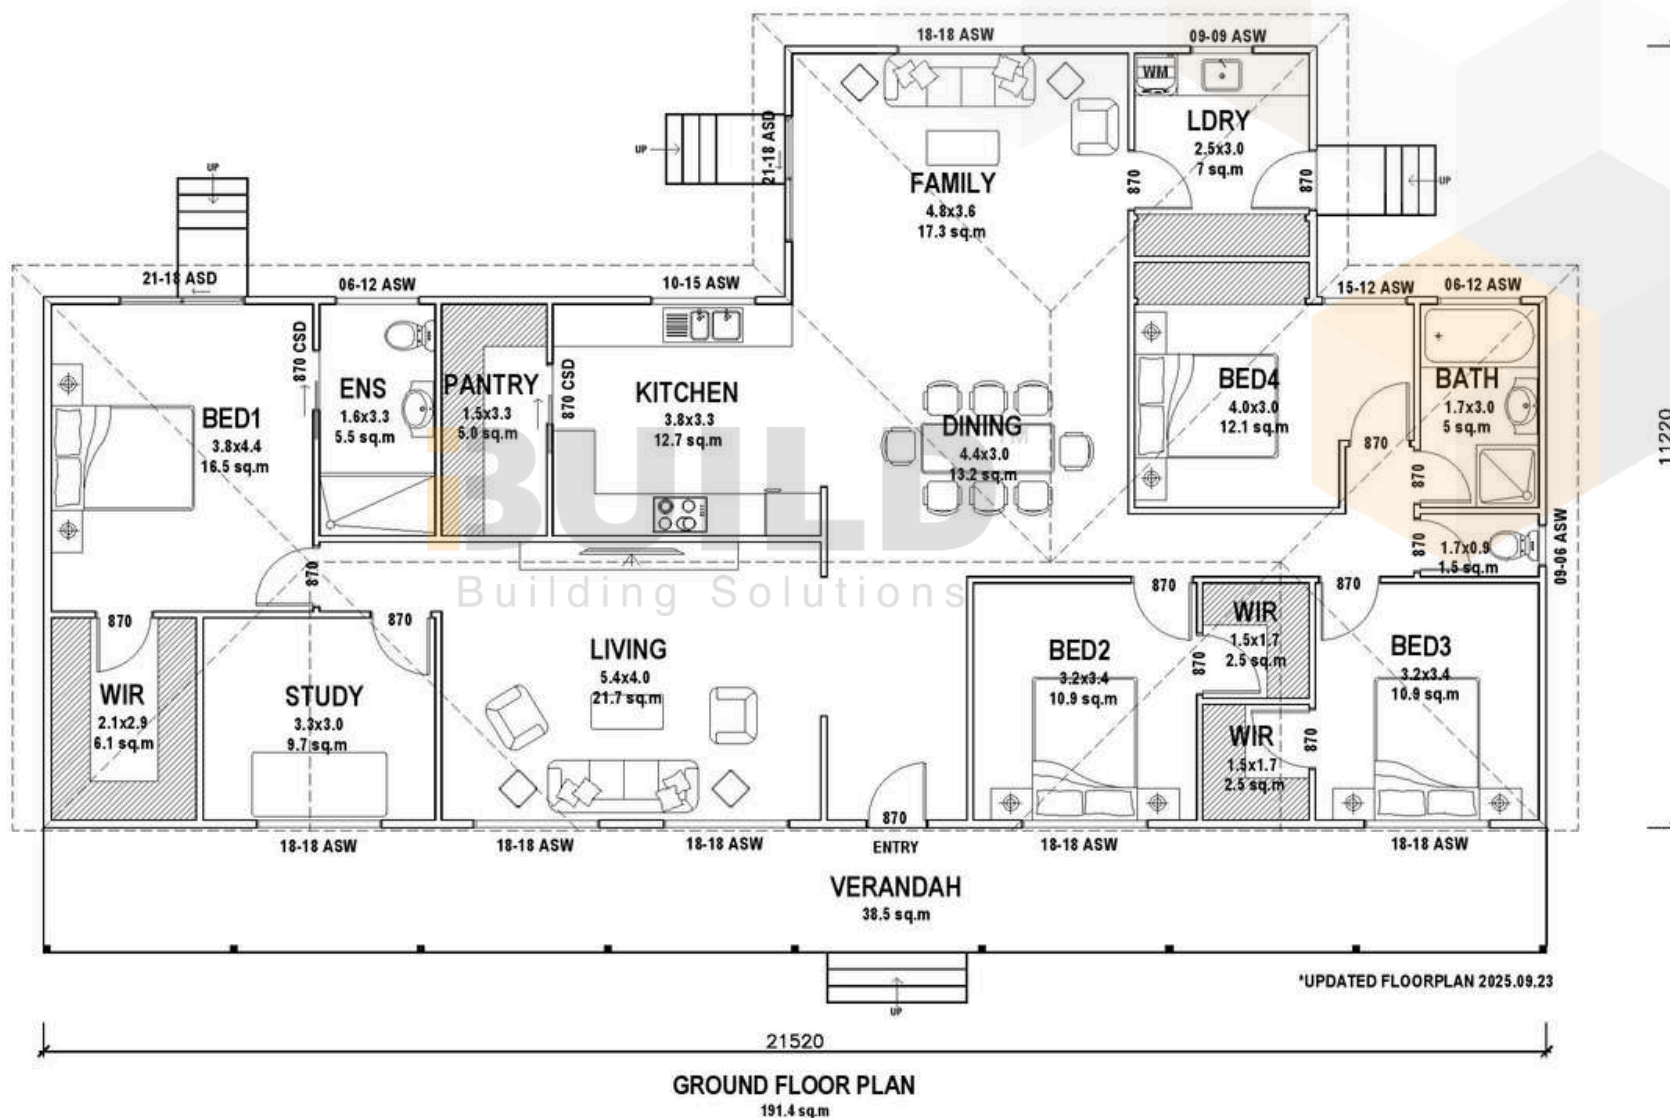 18-18 ASW
09-09 ASW
WM
LDRY
2.5x3.0
7 sq.m
870
870
UP
21-18 ASD
UP
FAMILY
4.8x3.6
17.3 sq.m
UP
21-18 ASD
06-12 ASW
10-15 ASW
15-12 ASW
06-12 ASW
BED1
3.8x4.4
16.5 sq.m
870 CSD
ENS
1.6x3.3
5.5 sq.m
PANTRY
1.5x3.3
5.0 sq.m
870 CSD
KITCHEN
3.8x3.3
12.7 sq.m
DINING
4.4x3.0
13.2 sq.m
BED4
4.0x3.0
12.1 sq.m
870
BATH
1.7x3.0
5 sq.m
870
11220
iBUILD TM
Building Solutions
870
1.7x0.9
1.5 sq.m
09-06 ASW
870
870
870
WIR
2.1x2.9
6.1 sq.m
STUDY
3.3x3.0
9.7 sq.m
870
LIVING
5.4x4.0
21.7 sq.m
870
BED2
3.2x3.4
10.9 sq.m
870
WIR
1.5x1.7
2.5 sq.m
870
BED3
3.2x3.4
10.9 sq.m
WIR
1.5x1.7
2.5 sq.m
870
870
18-18 ASW
18-18 ASW
18-18 ASW
ENTRY
18-18 ASW
18-18 ASW
VERANDAH
38.5 sq.m
*UPDATED FLOORPLAN 2025.09.23
UP
21520
GROUND FLOOR PLAN
191.4 sq.m